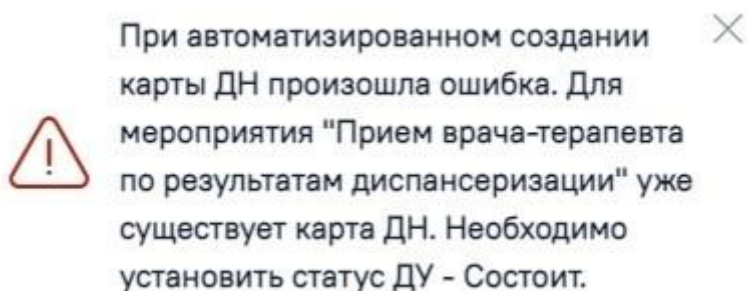 При автоматизированном создании
карты ДН произошла ошибка. Для
мероприятия "Прием врача-терапевта
по результатам диспансеризации" уже
существует карта ДН. Необходимо
установить статус ДУ - Состоит.